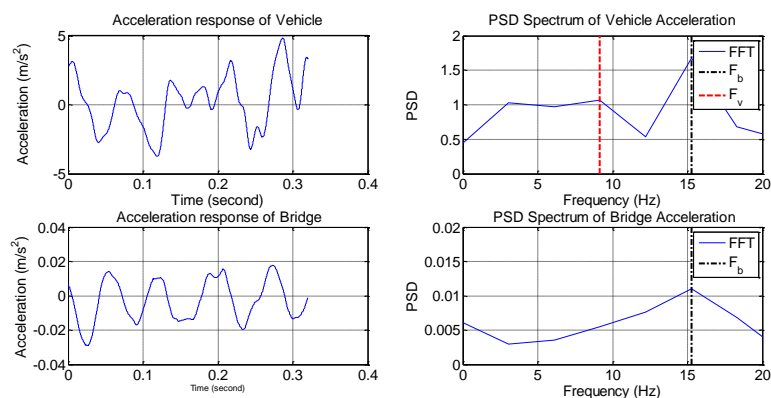 Acceleration response of Vehicle
Acceleration (m/s²)
5
0
-5
0 0.1 0.2 0.3 0.4
Time (second)
PSD Spectrum of Vehicle Acceleration
PSD
2
1.5
1
0.5
0
0 5 10 15 20
Frequency (Hz)
FFT
F_b
F_v
Acceleration response of Bridge
Acceleration (m/s²)
0.04
0.02
0
-0.02
-0.04
0 0.1 0.2 0.3 0.4
Time (second)
PSD Spectrum of Bridge Acceleration
PSD
0.02
0.015
0.01
0.005
0
0 5 10 15 20
Frequency (Hz)
FFT
F_b